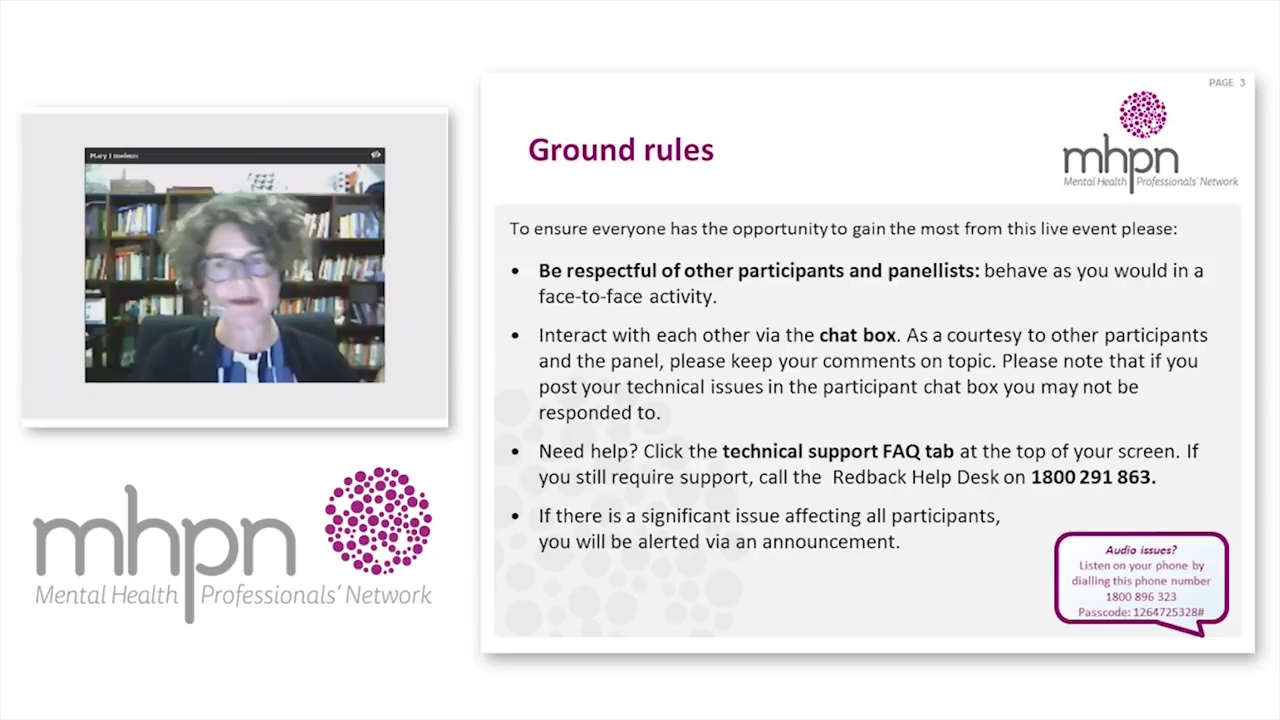 PAGE 3
Ground rules
mhpn
Mental Health Professionals' Network
To ensure everyone has the opportunity to gain the most from this live event please:
• Be respectful of other participants and panellists: behave as you would in a
face-to-face activity.
• Interact with each other via the chat box. As a courtesy to other participants
and the panel, please keep your comments on topic. Please note that if you
post your technical issues in the participant chat box you may not be
responded to.
• Need help? Click the technical support FAQ tab at the top of your screen. If
you still require support, call the Redback Help Desk on 1800 291 863.
• If there is a significant issue affecting all participants,
you will be alerted via an announcement.
Audio issues?
Listen on your phone by
dialling this phone number
1800 896 323
Passcode: 1264725328#
Mary
mhpn
Mental Health Professionals' Network